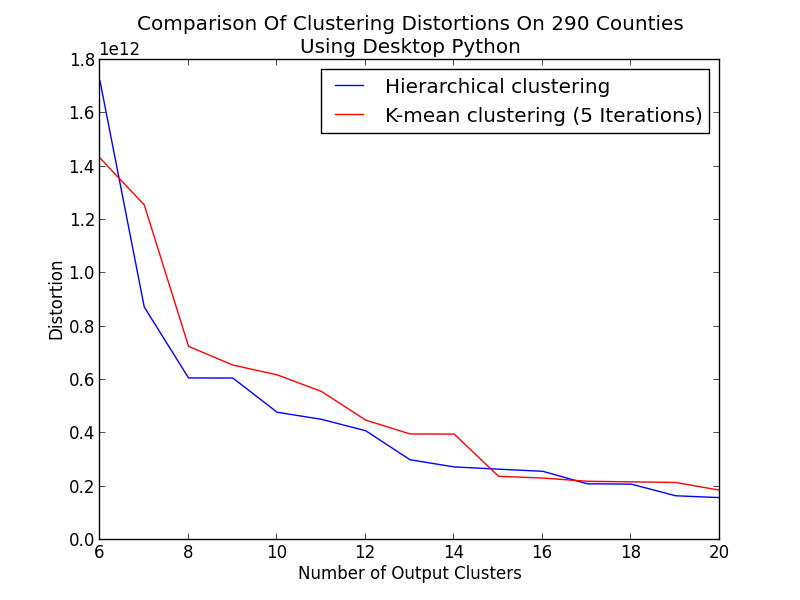 Comparison Of Clustering Distortions On 290 Counties
Using Desktop Python
1e12
Hierarchical clustering
K-mean clustering (5 Iterations)
1.8
1.6
1.4
1.2
1.0
0.8
0.6
0.4
0.2
0.0
Distortion
6 8 10 12 14 16 18 20
Number of Output Clusters